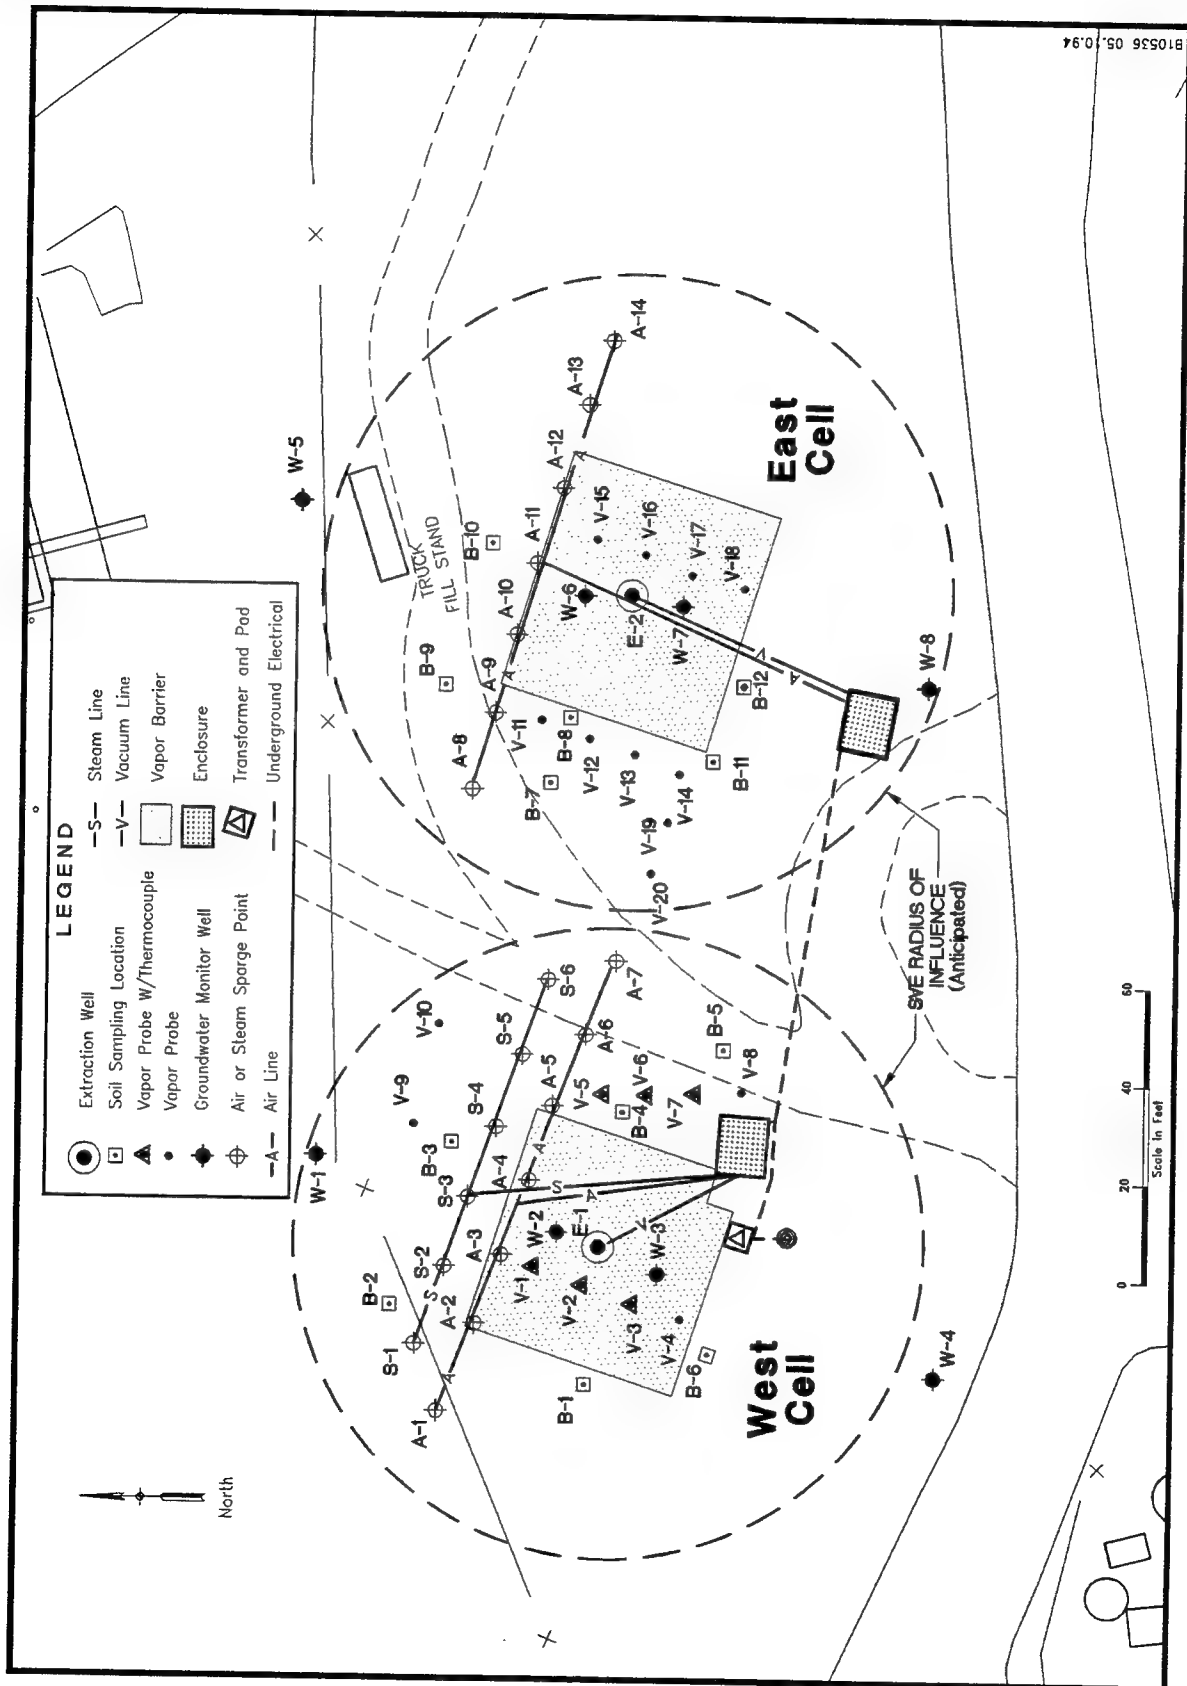 B10536 05.10.94
LEGEND
Extraction Well
Soil Sampling Location
Vapor Probe W/Thermocouple
Vapor Probe
Groundwater Monitor Well
Air or Steam Sparge Point
—A— Air Line
—S— Steam Line
—V— Vacuum Line
Vapor Barrier
Enclosure
Transformer and Pad
Underground Electrical
North
W-1
W-5
TRUCK
FILL STAND
V-9
V-10
B-2
B-3
S-1
S-2
S-3
S-4
S-5
S-6
S
A-1
A-2
A-3
A-4
A-5
A-6
A-7
A
A
S
A
V
W-2
E-1
W-3
V-1
V-2
V-3
V-4
V-5
V-6
V-7
V-8
B-1
B-4
B-5
B-6
West
Cell
W-4
A-8
A-9
A-10
A-11
A-12
A-13
A-14
A
A
B-7
B-8
B-9
B-10
B-11
B-12
V-11
V-12
V-13
V-14
V-15
V-16
V-17
V-18
V-19
V-20
W-6
E-2
W-7
A
V
East
Cell
W-8
SVE RADIUS OF
INFLUENCE
(Anticipated)
0 20 40 60
Scale in Feet